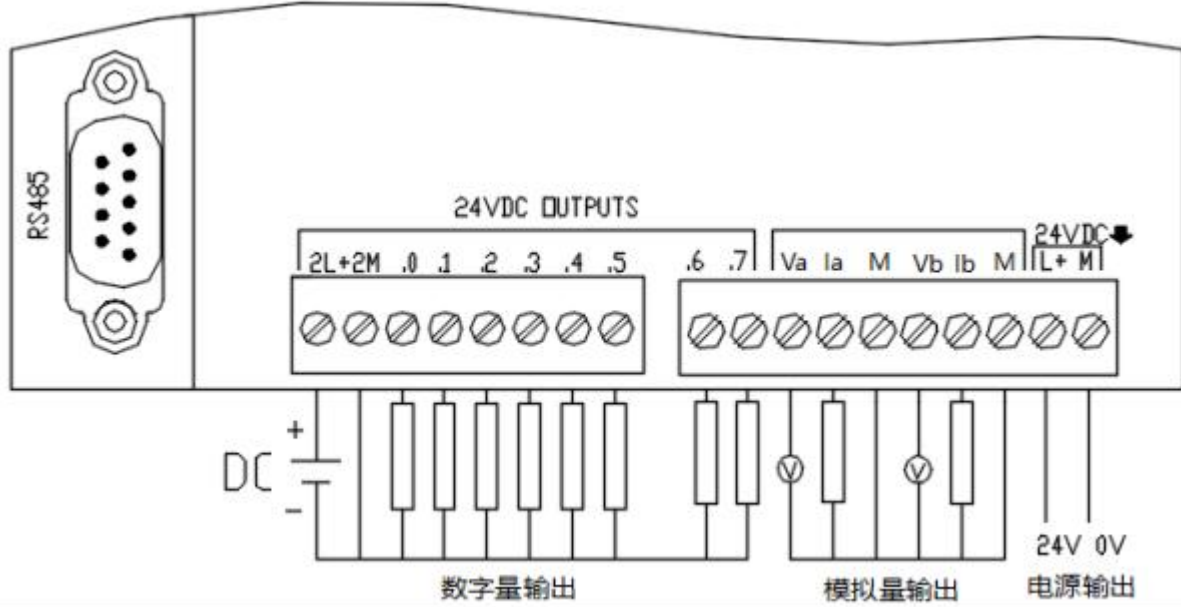 RS485
24VDC OUTPUTS
24VDC
2L+ 2M .0 .1 .2 .3 .4 .5 .6 .7 Va Ia M Vb Ib M L+ M
+
DC
-
V V
24V 0V
数字量输出 模拟量输出 电源输出